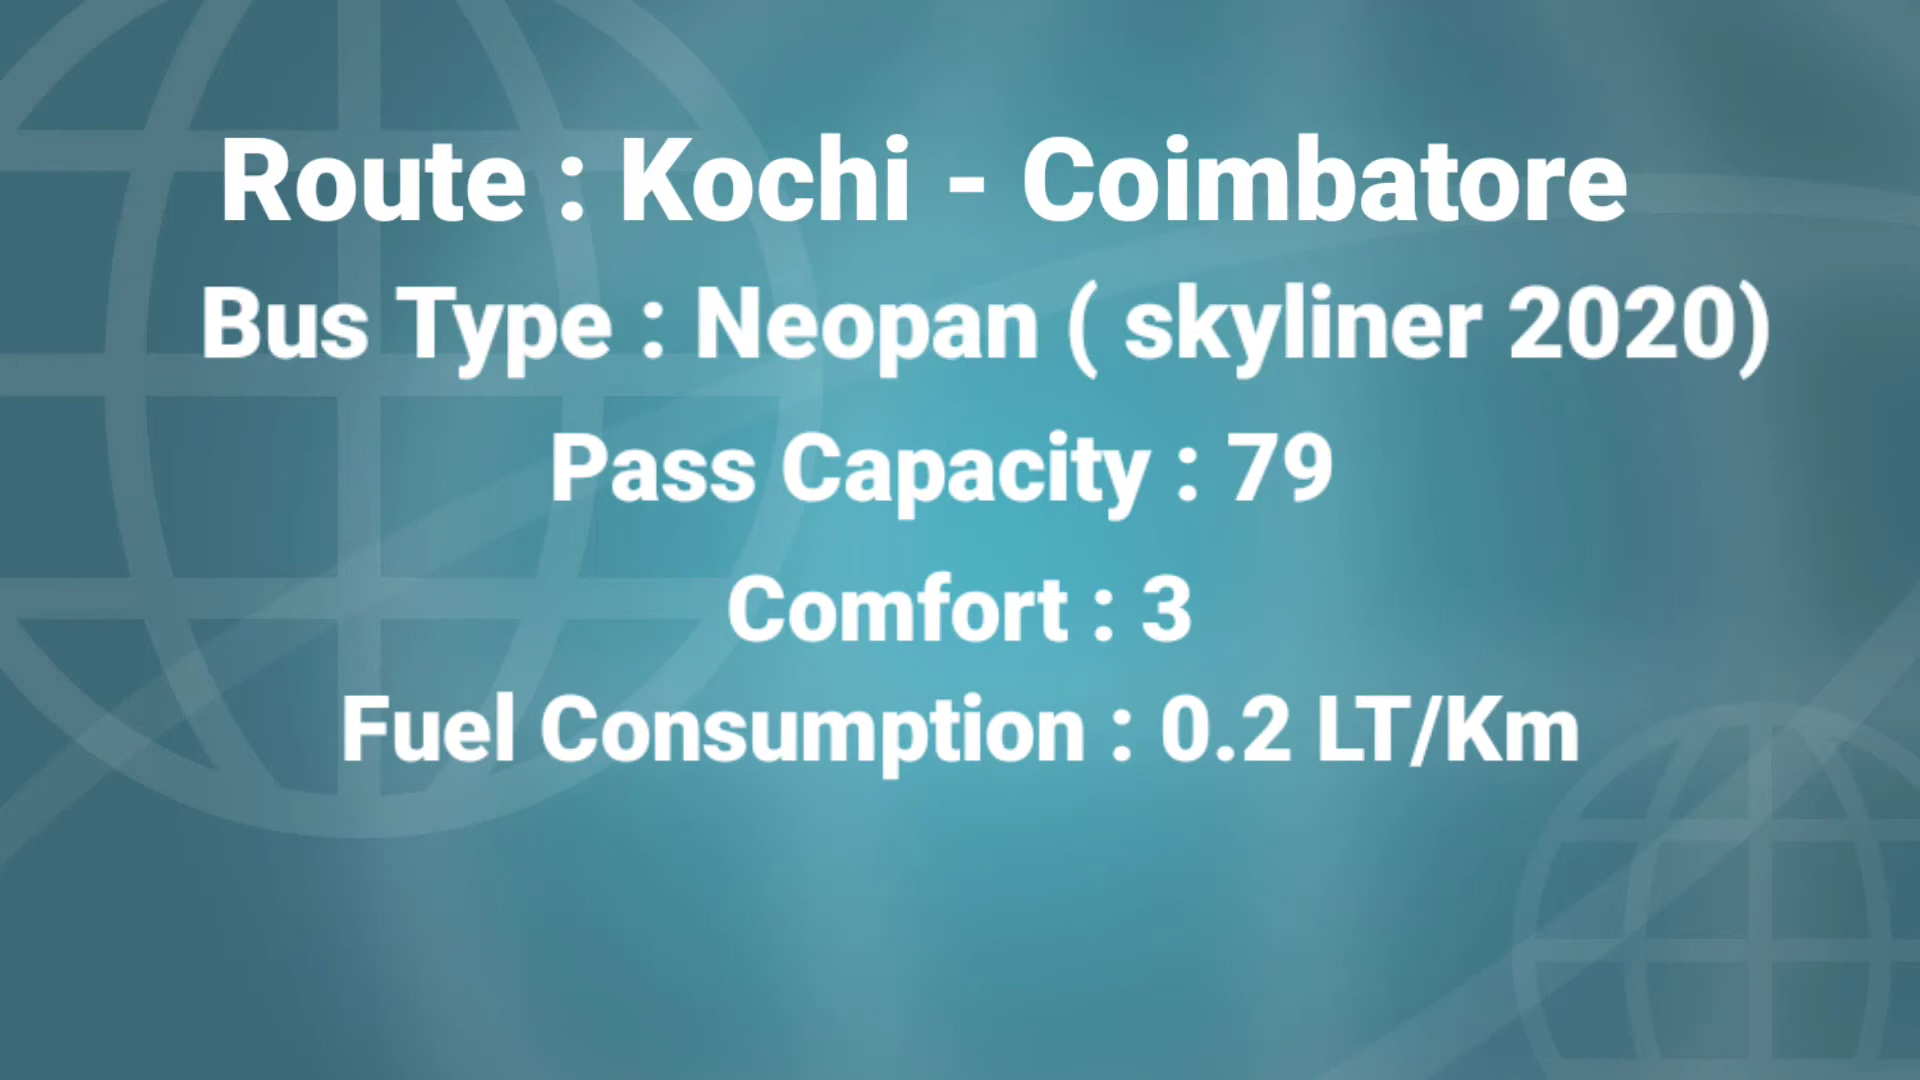 Route : Kochi - Coimbatore
Bus Type : Neopan ( skyliner 2020)
Pass Capacity : 79
Comfort : 3
Fuel Consumption : 0.2 LT/Km